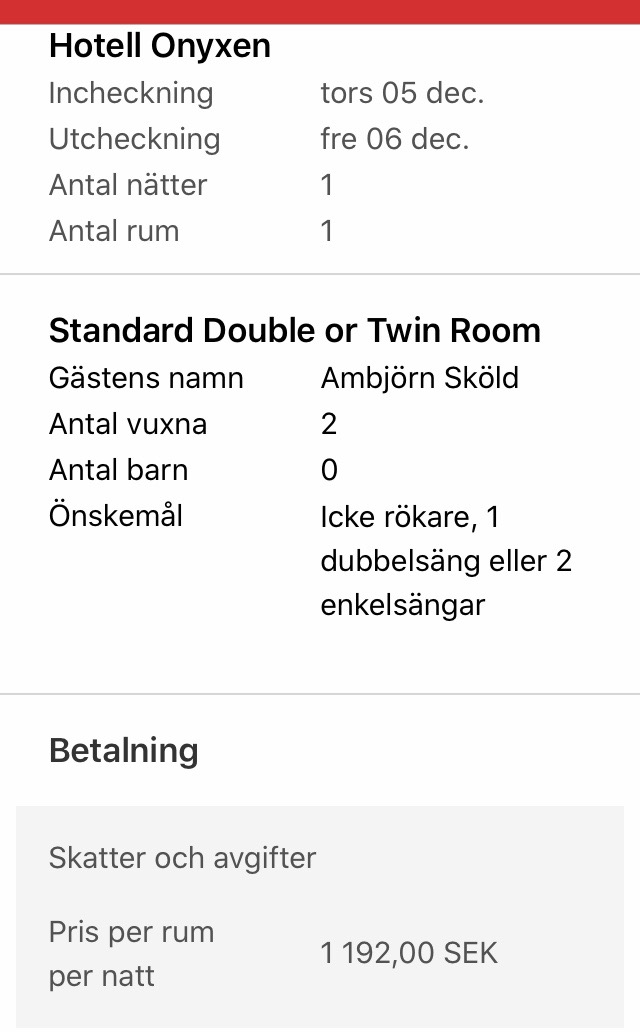 Hotell Onyxen
Incheckning tors 05 dec.
Utcheckning fre 06 dec.
Antal nätter 1
Antal rum 1
Standard Double or Twin Room
Gästens namn Ambjörn Sköld
Antal vuxna 2
Antal barn 0
Önskemål Icke rökare, 1
dubbelsäng eller 2
enkelsängar
Betalning
Skatter och avgifter
Pris per rum
per natt 1 192,00 SEK